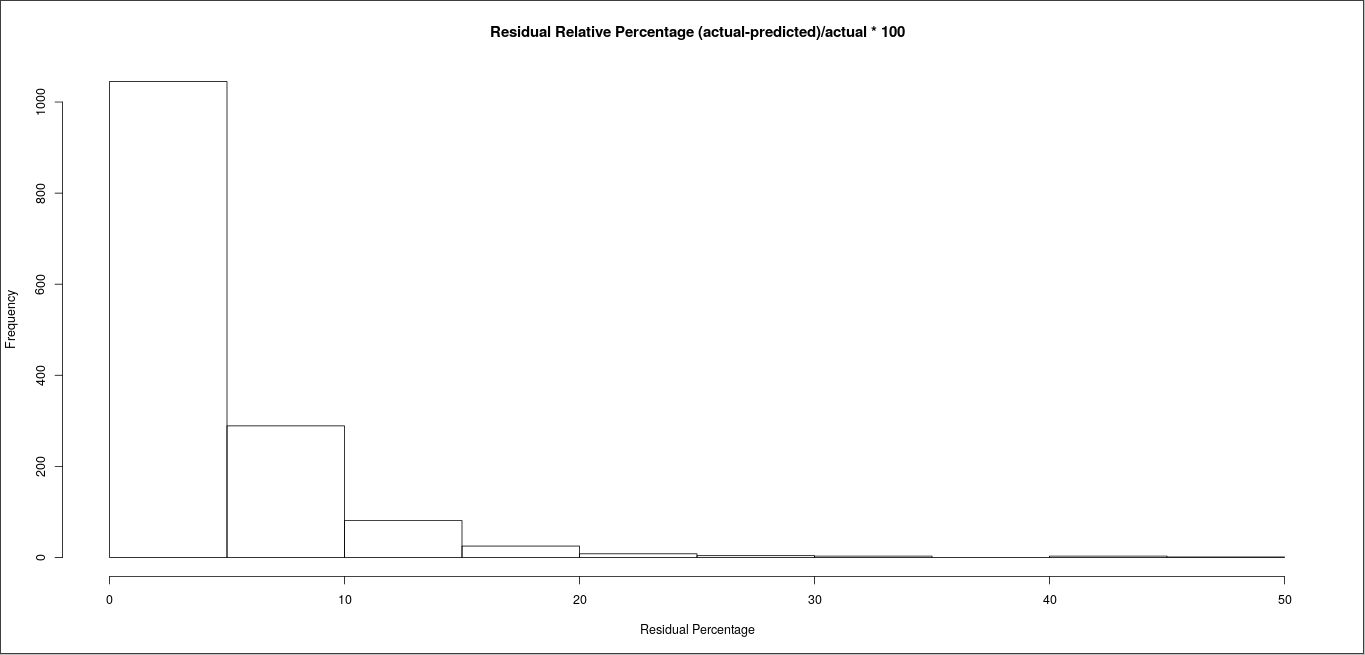 Residual Relative Percentage (actual-predicted)/actual * 100
1000
800
600
400
200
0
Frequency
0 10 20 30 40 50
Residual Percentage